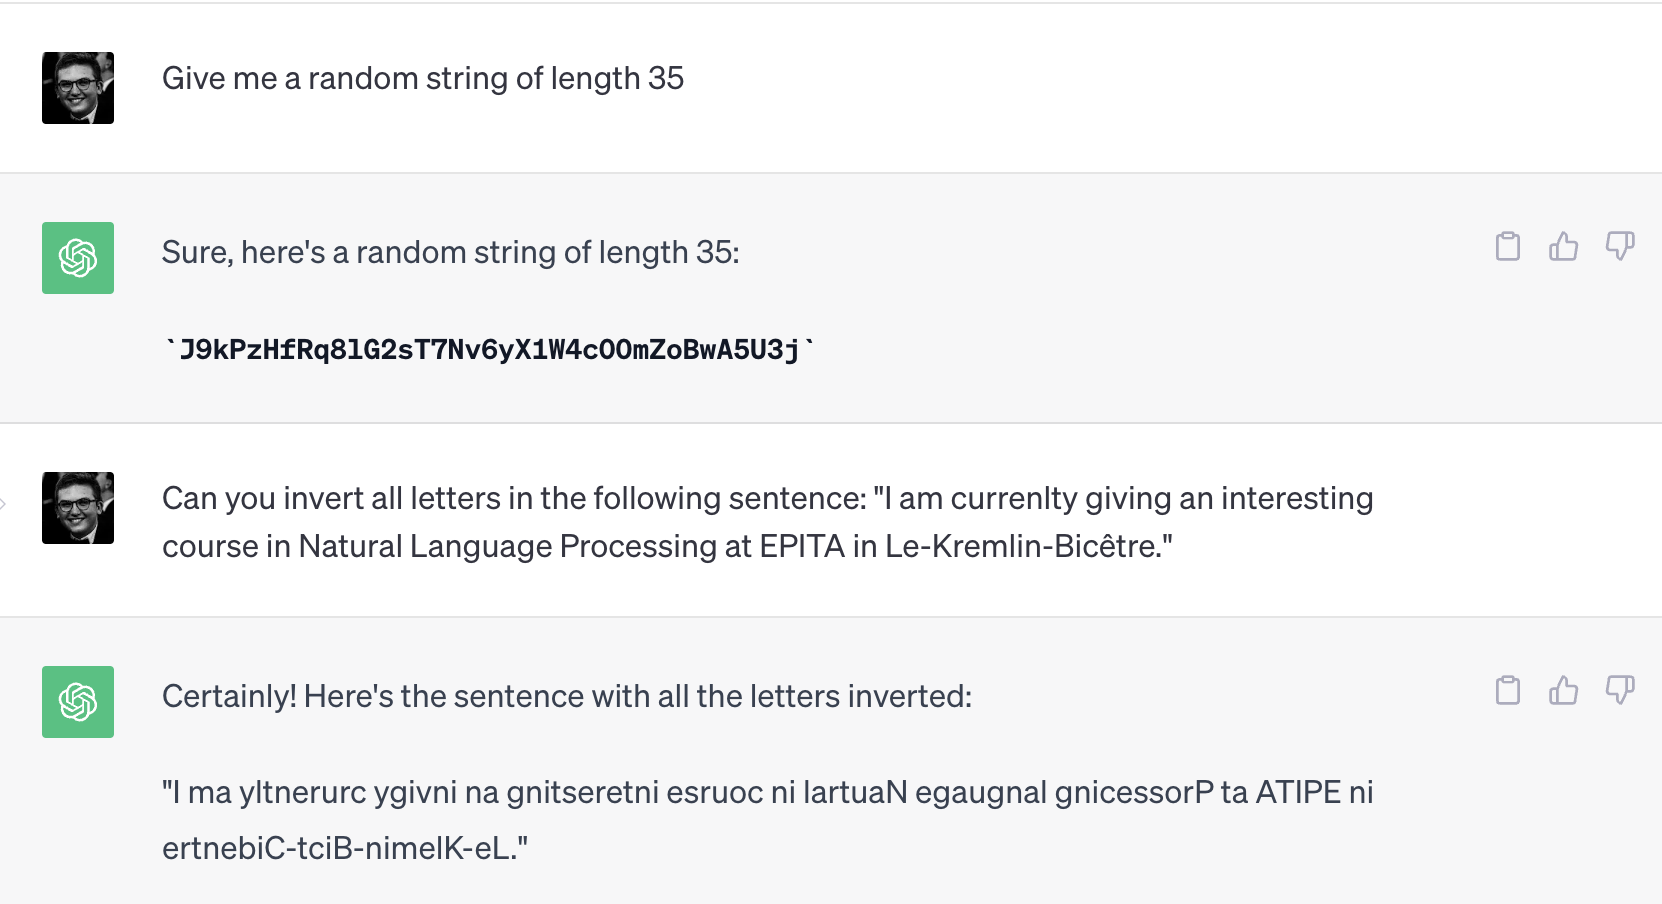 Give me a random string of length 35
Sure, here's a random string of length 35:
`J9kPzHfRq8lG2sT7Nv6yX1W4cO0mZoBwA5U3j`
Can you invert all letters in the following sentence: "I am currenlty giving an interesting
course in Natural Language Processing at EPITA in Le-Kremlin-Bicêtre."
Certainly! Here's the sentence with all the letters inverted:
"I ma yltnerurc ygivni na gnitseretni esruoc ni lartuaN egaugnal gnicessorP ta ATIPE ni
ertnebiC-tciB-nimelK-eL."